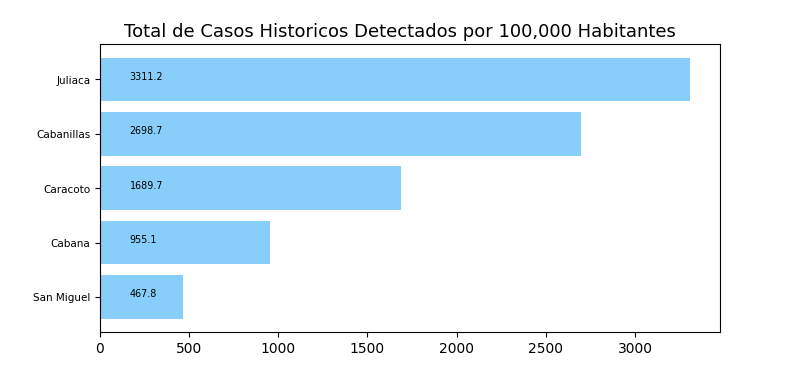 Total de Casos Historicos Detectados por 100,000 Habitantes
Juliaca
3311.2
Cabanillas
2698.7
Caracoto
1689.7
Cabana
955.1
San Miguel
467.8
0 500 1000 1500 2000 2500 3000